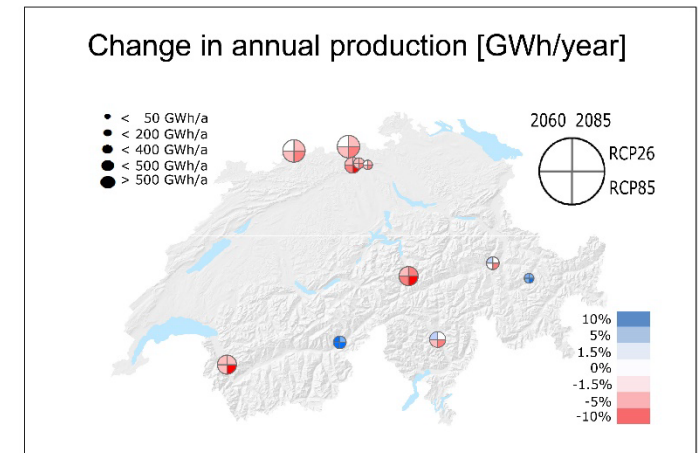 Change in annual production [GWh/year]
< 50 GWh/a
< 200 GWh/a
< 400 GWh/a
< 500 GWh/a
> 500 GWh/a
2060 2085
RCP26
RCP85
10%
5%
1.5%
0%
-1.5%
-5%
-10%